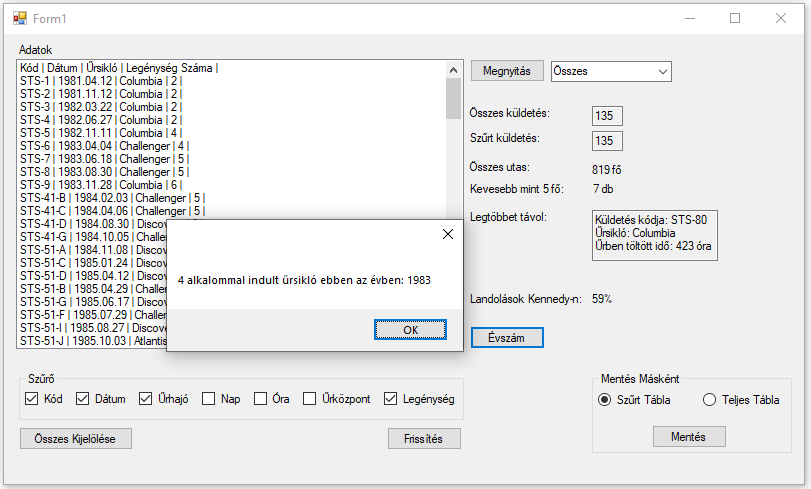 Form1
Adatok
Kód | Dátum | Űrsikló | Legénység Száma |
STS-1 | 1981.04.12 | Columbia | 2 |
STS-2 | 1981.11.12 | Columbia | 2 |
STS-3 | 1982.03.22 | Columbia | 2 |
STS-4 | 1982.06.27 | Columbia | 2 |
STS-5 | 1982.11.11 | Columbia | 4 |
STS-6 | 1983.04.04 | Challenger | 4 |
STS-7 | 1983.06.18 | Challenger | 5 |
STS-8 | 1983.08.30 | Challenger | 5 |
STS-9 | 1983.11.28 | Columbia | 6 |
STS-41-B | 1984.02.03 | Challenger | 5 |
STS-41-C | 1984.04.06 | Challenger | 5 |
STS-41-D | 1984.08.30 | Discov
STS-41-G | 1984.10.05 | Challe
STS-51-A | 1984.11.08 | Discov
STS-51-C | 1985.01.24 | Discov
STS-51-D | 1985.04.12 | Discov
STS-51-B | 1985.04.29 | Challe
STS-51-G | 1985.06.17 | Discov
STS-51-F | 1985.07.29 | Challe
STS-51-I | 1985.08.27 | Discove
STS-51-J | 1985.10.03 | Atlantis
Megnyitás
Összes
Összes küldetés: 135
Szűrt küldetés: 135
Összes utas: 819 fő
Kevesebb mint 5 fő: 7 db
Legtöbbet távol:
Küldetés kódja: STS-80
Űrsikló: Columbia
Űrben töltött idő: 423 óra
Landolások Kennedy-n: 59%
Évszám
4 alkalommal indult űrsikló ebben az évben: 1983
OK
Szűrő
Kód Dátum Űrhajó Nap Óra Űrközpont Legénység
Összes Kijelölése
Frissítés
Mentés Másként
Szűrt Tábla Teljes Tábla
Mentés